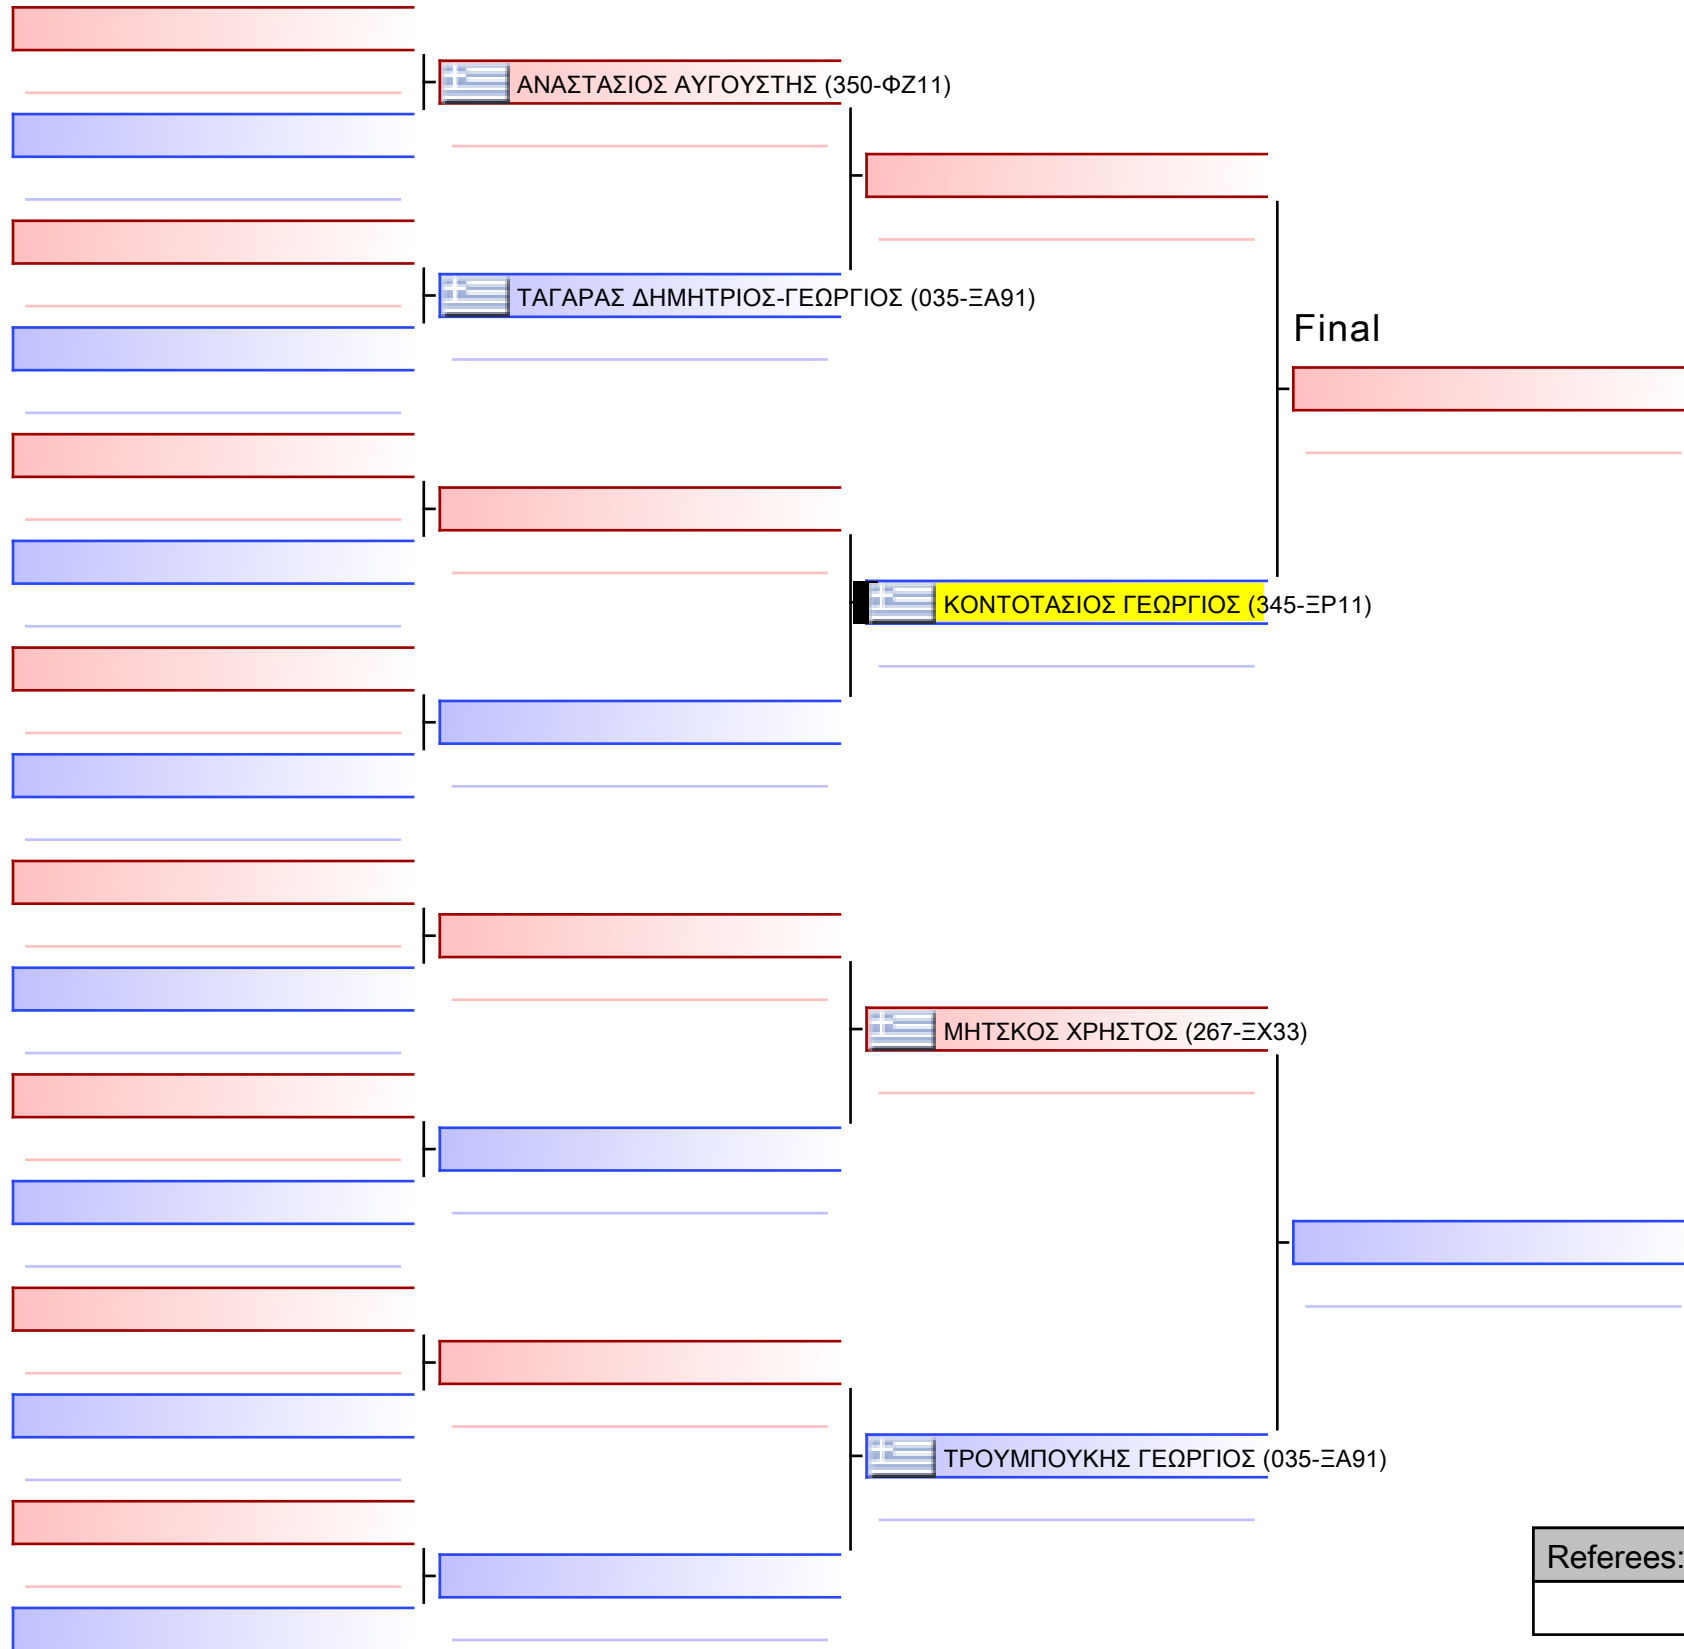 ΑΝΑΣΤΑΣΙΟΣ ΑΥΓΟΥΣΤΗΣ (350-ΦΖ11)
ΤΑΓΑΡΑΣ ΔΗΜΗΤΡΙΟΣ-ΓΕΩΡΓΙΟΣ (035-ΞΑ91)
Final
ΚΟΝΤΟΤΑΣΙΟΣ ΓΕΩΡΓΙΟΣ (345-ΞΡ11)
ΜΗΤΣΚΟΣ ΧΡΗΣΤΟΣ (267-ΞΧ33)
ΤΡΟΥΜΠΟΥΚΗΣ ΓΕΩΡΓΙΟΣ (035-ΞΑ91)
Referees: